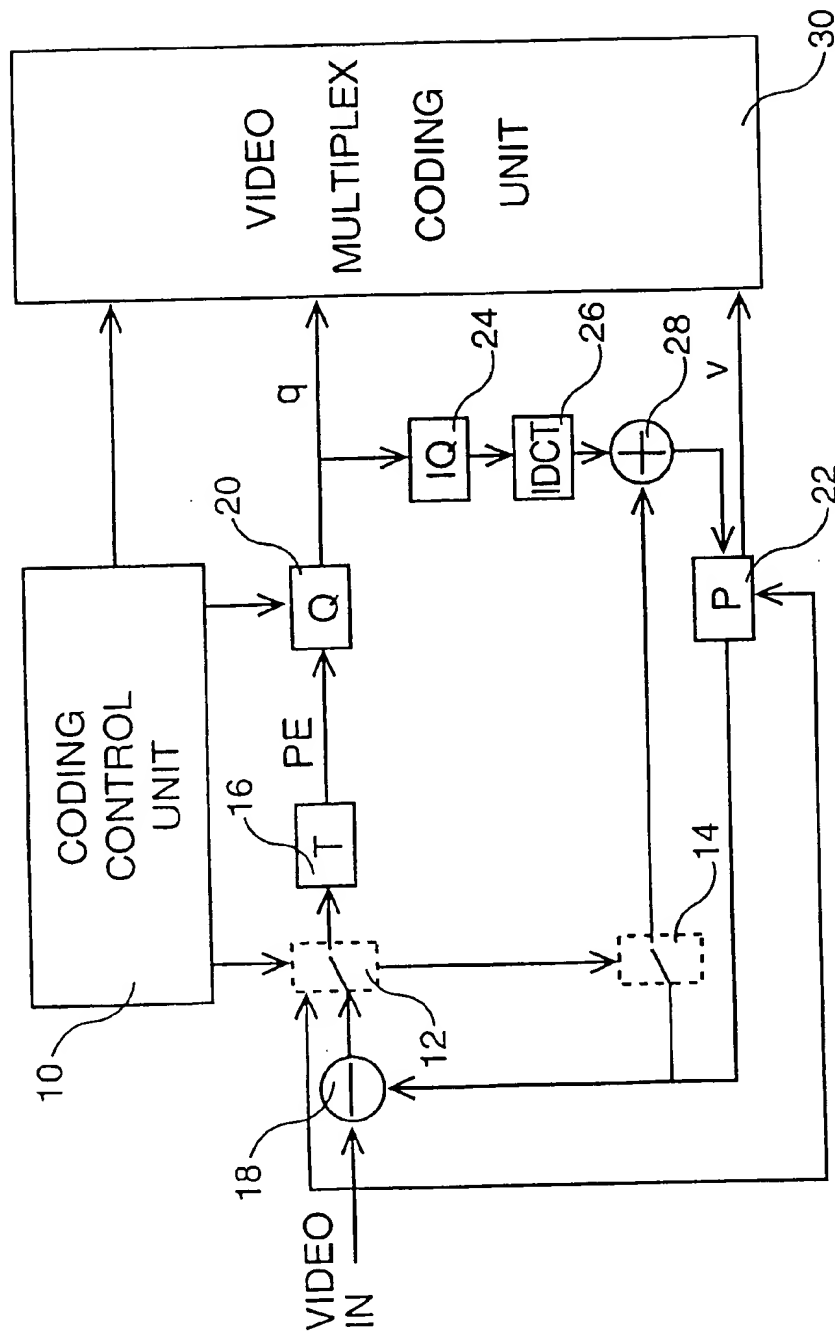 CODING
CONTROL
UNIT
10
VIDEO
MULTIPLEX
CODING
UNIT
30
VIDEO
IN
18
12
16
T
PE
20
Q
q
IQ
24
IDCT
26
28
14
P
22
v